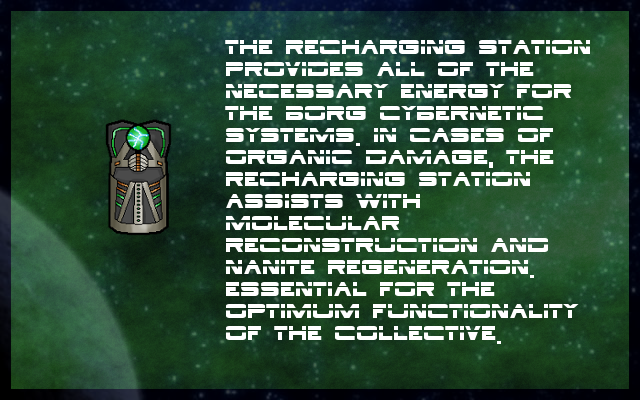 THE RECHARGING STATION
PROVIDES ALL OF THE
NECESSARY ENERGY FOR
THE BORG CYBERNETIC
SYSTEMS. IN CASES OF
ORGANIC DAMAGE, THE
RECHARGING STATION
ASSISTS WITH
MOLECULAR
RECONSTRUCTION AND
NANITE REGENERATION.
ESSENTIAL FOR THE
OPTIMUM FUNCTIONALITY
OF THE COLLECTIVE.